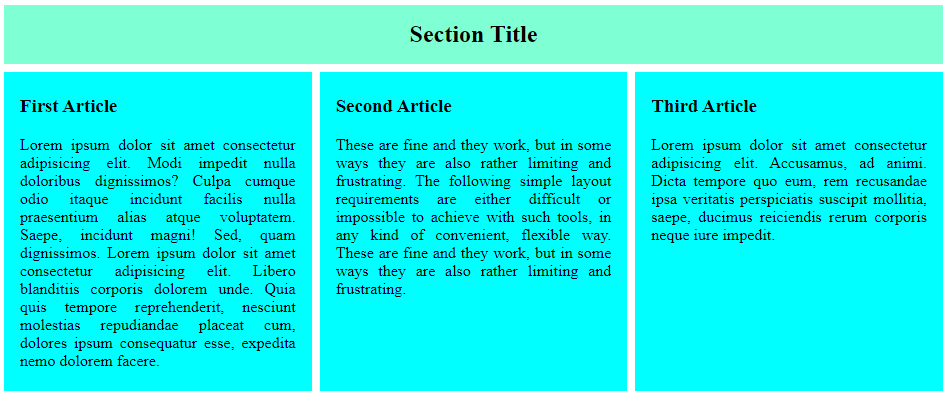 Section Title
First Article
Lorem ipsum dolor sit amet consectetur
adipisicing elit. Modi impedit nulla
doloribus dignissimos? Culpa cumque
odio itaque incidunt facilis nulla
praesentium alias atque voluptatem.
Saepe, incidunt magni! Sed, quam
dignissimos. Lorem ipsum dolor sit amet
consectetur adipisicing elit. Libero
blanditiis corporis dolorem unde. Quia
quis tempore reprehenderit, nesciunt
molestias repudiandae placeat cum,
dolores ipsum consequatur esse, expedita
nemo dolorem facere.
Second Article
These are fine and they work, but in some
ways they are also rather limiting and
frustrating. The following simple layout
requirements are either difficult or
impossible to achieve with such tools, in
any kind of convenient, flexible way.
These are fine and they work, but in some
ways they are also rather limiting and
frustrating.
Third Article
Lorem ipsum dolor sit amet consectetur
adipisicing elit. Accusamus, ad animi.
Dicta tempore quo eum, rem recusandae
ipsa veritatis perspiciatis suscipit mollitia,
saepe, ducimus reiciendis rerum corporis
neque iure impedit.